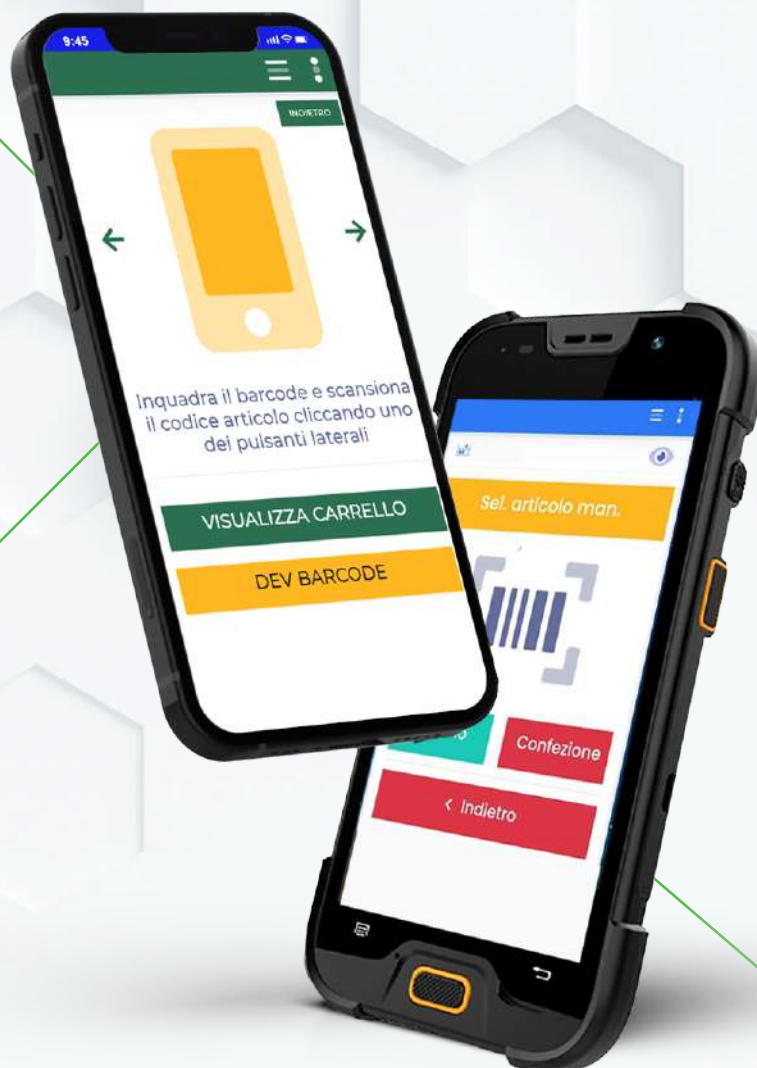 9:45
INDIETRO
Inquadra il barcode e scansiona
il codice articolo cliccando uno
dei pulsanti laterali
VISUALIZZA CARRELLO
DEV BARCODE
Sel. articolo man.
Confezione
< Indietro